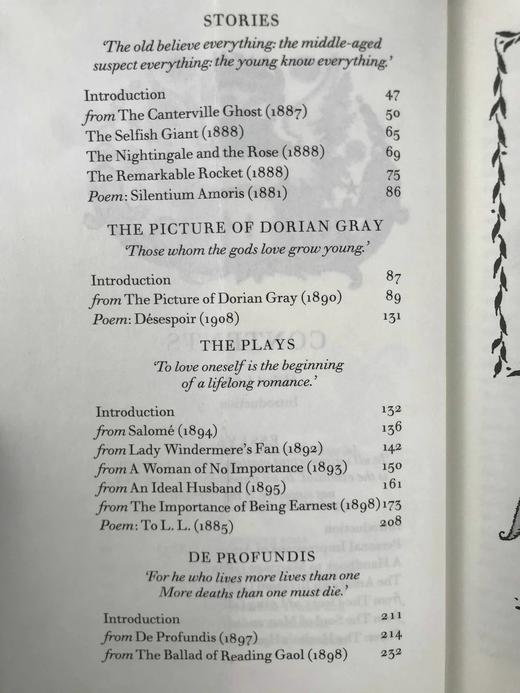 STORIES
‘The old believe everything: the middle-aged
suspect everything: the young know everything.’
Introduction 47
from The Canterville Ghost (1887) 50
The Selfish Giant (1888) 65
The Nightingale and the Rose (1888) 69
The Remarkable Rocket (1888) 75
Poem: Silentium Amoris (1881) 86
THE PICTURE OF DORIAN GRAY
‘Those whom the gods love grow young.’
Introduction 87
from The Picture of Dorian Gray (1890) 89
Poem: Désespoir (1908) 131
THE PLAYS
‘To love oneself is the beginning
of a lifelong romance.’
Introduction 132
from Salomé (1894) 136
from Lady Windermere’s Fan (1892) 142
from A Woman of No Importance (1893) 150
from An Ideal Husband (1895) 161
from The Importance of Being Earnest (1898) 173
Poem: To L. L. (1885) 208
DE PROFUNDIS
‘For he who lives more lives than one
More deaths than one must die.’
Introduction 211
from De Profundis (1897) 214
from The Ballad of Reading Gaol (1898) 232